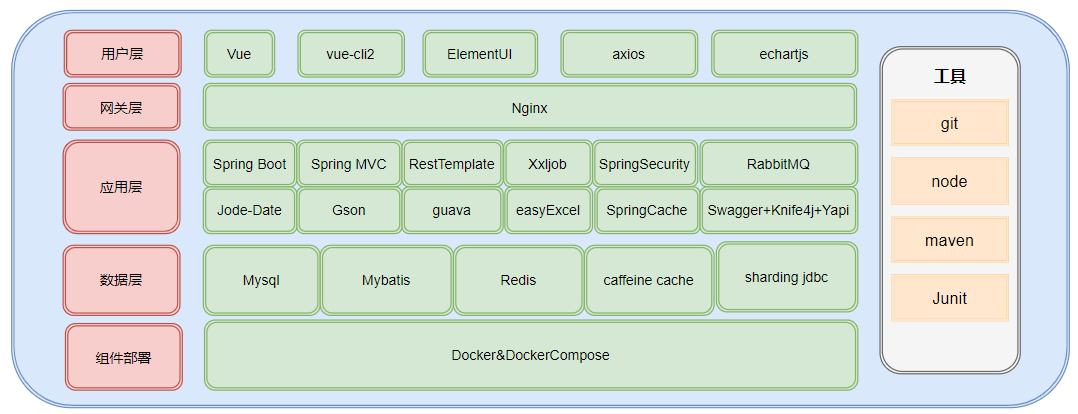 用户层
Vue
vue-cli2
ElementUI
axios
echartjs
网关层
Nginx
应用层
Spring Boot
Spring MVC
RestTemplate
Xxljob
SpringSecurity
RabbitMQ
Jode-Date
Gson
guava
easyExcel
SpringCache
Swagger+Knife4j+Yapi
数据层
Mysql
Mybatis
Redis
caffeine cache
sharding jdbc
组件部署
Docker&DockerCompose
工具
git
node
maven
Junit